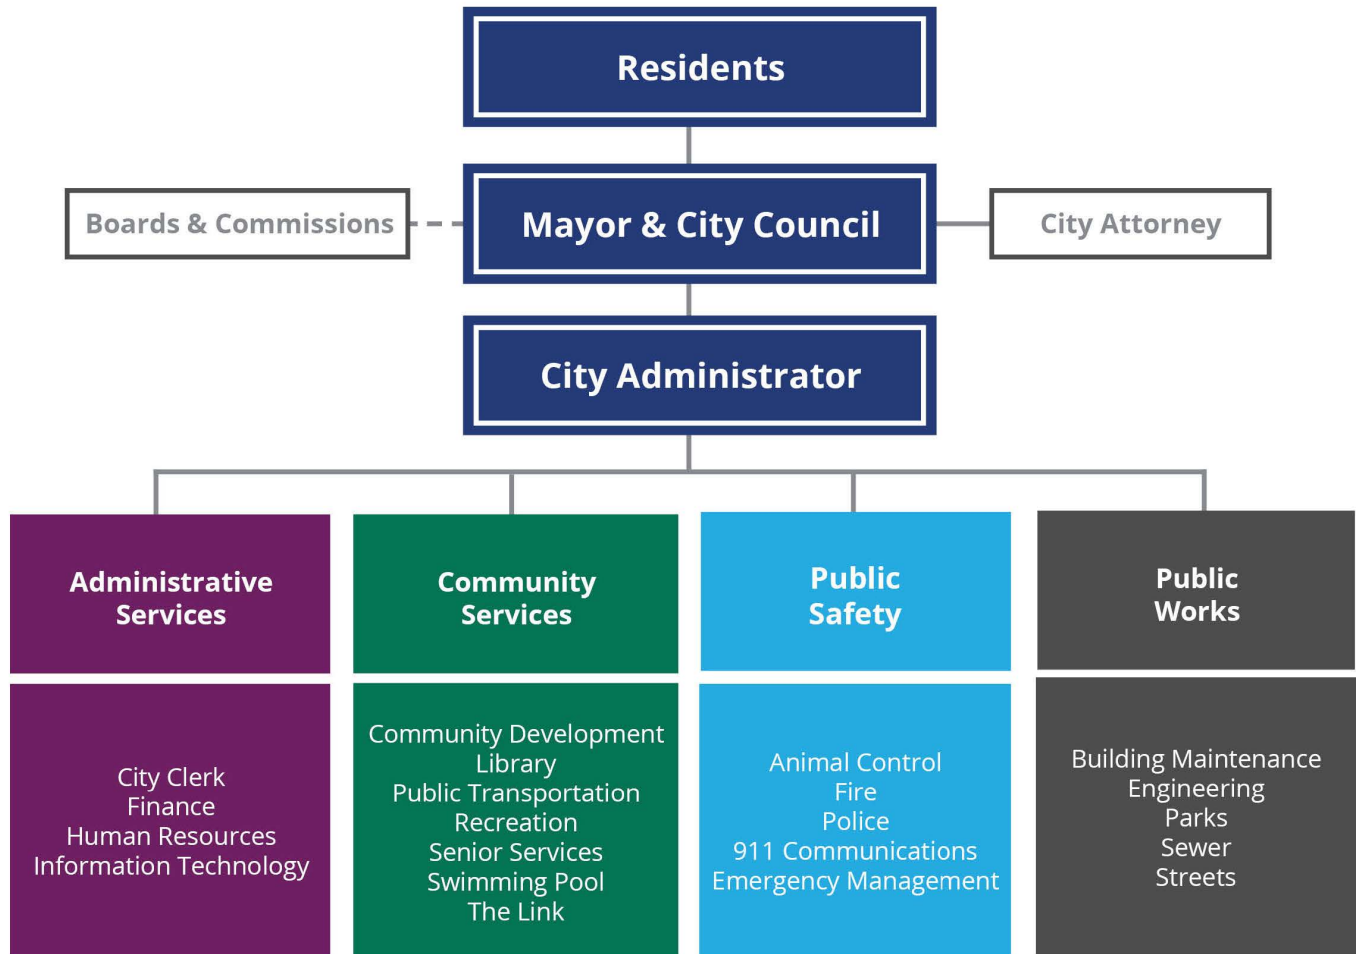 Residents
Boards & Commissions
Mayor & City Council
City Attorney
City Administrator
Administrative
Services
Community
Services
Public
Safety
Public
Works
City Clerk
Finance
Human Resources
Information Technology
Community Development
Library
Public Transportation
Recreation
Senior Services
Swimming Pool
The Link
Animal Control
Fire
Police
911 Communications
Emergency Management
Building Maintenance
Engineering
Parks
Sewer
Streets